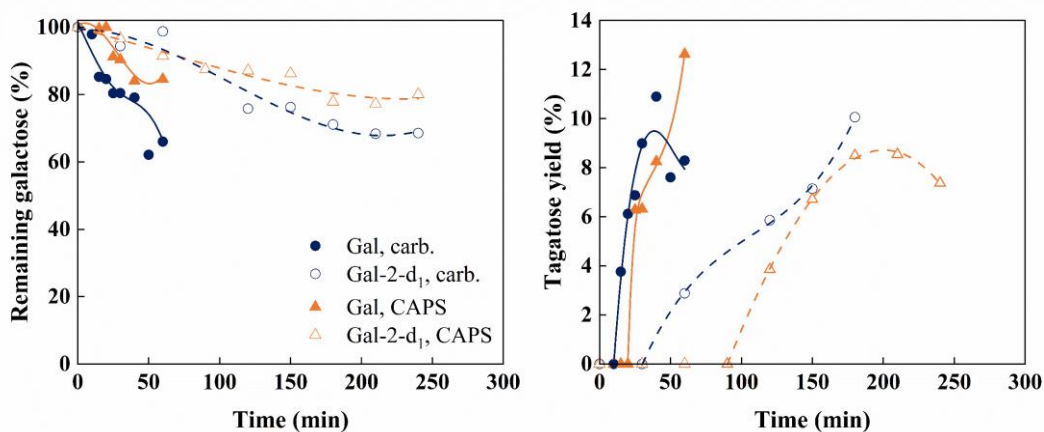 Remaining galactose (%)
100
80
60
40
20
0
Gal, carb.
Gal-2-d₁, carb.
Gal, CAPS
Gal-2-d₁, CAPS
0 50 100 150 200 250 300
Time (min)
Tagatose yield (%)
14
12
10
8
6
4
2
0
0 50 100 150 200 250 300
Time (min)